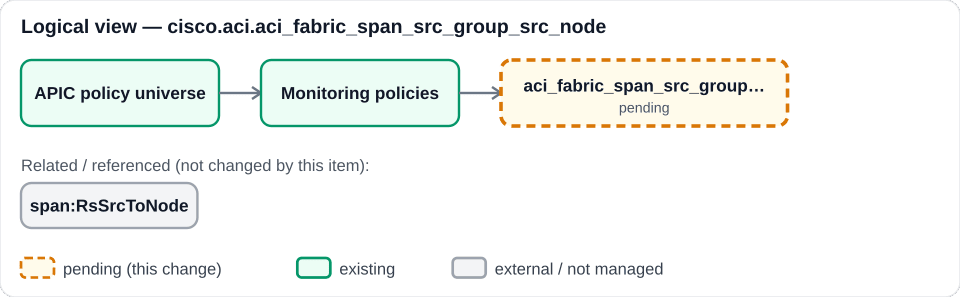 Logical view — cisco.aci.aci_fabric_span_src_group_src_node
APIC policy universe
Monitoring policies
aci_fabric_span_src_group…
pending
Related / referenced (not changed by this item):
span:RsSrcToNode
pending (this change)
existing
external / not managed